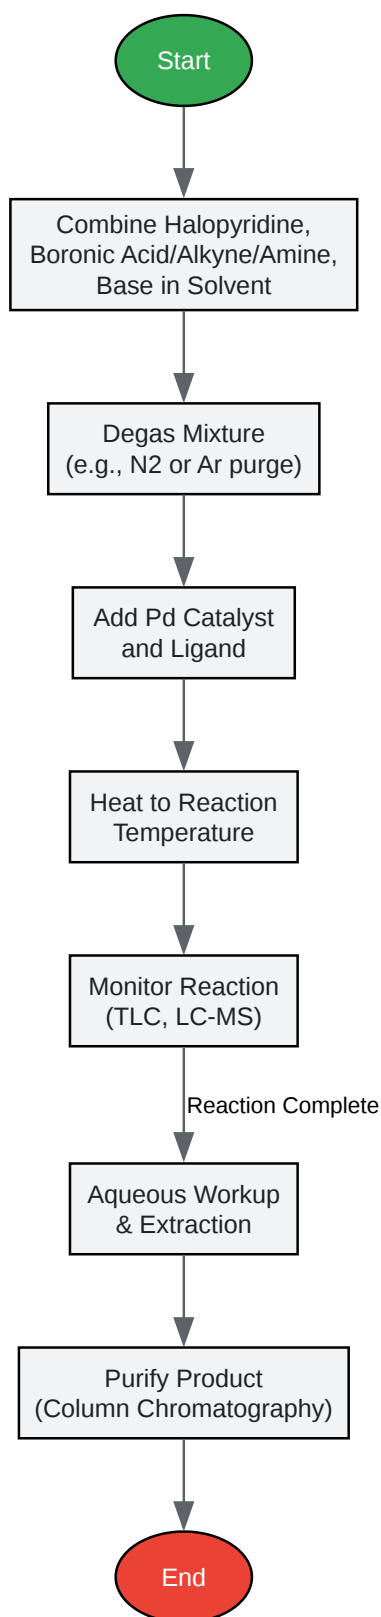 Start
Combine Halopyridine,
Boronic Acid/Alkyne/Amine,
Base in Solvent
Degas Mixture
(e.g., N2 or Ar purge)
Add Pd Catalyst
and Ligand
Heat to Reaction
Temperature
Monitor Reaction
(TLC, LC-MS)
Reaction Complete
Aqueous Workup
& Extraction
Purify Product
(Column Chromatography)
End